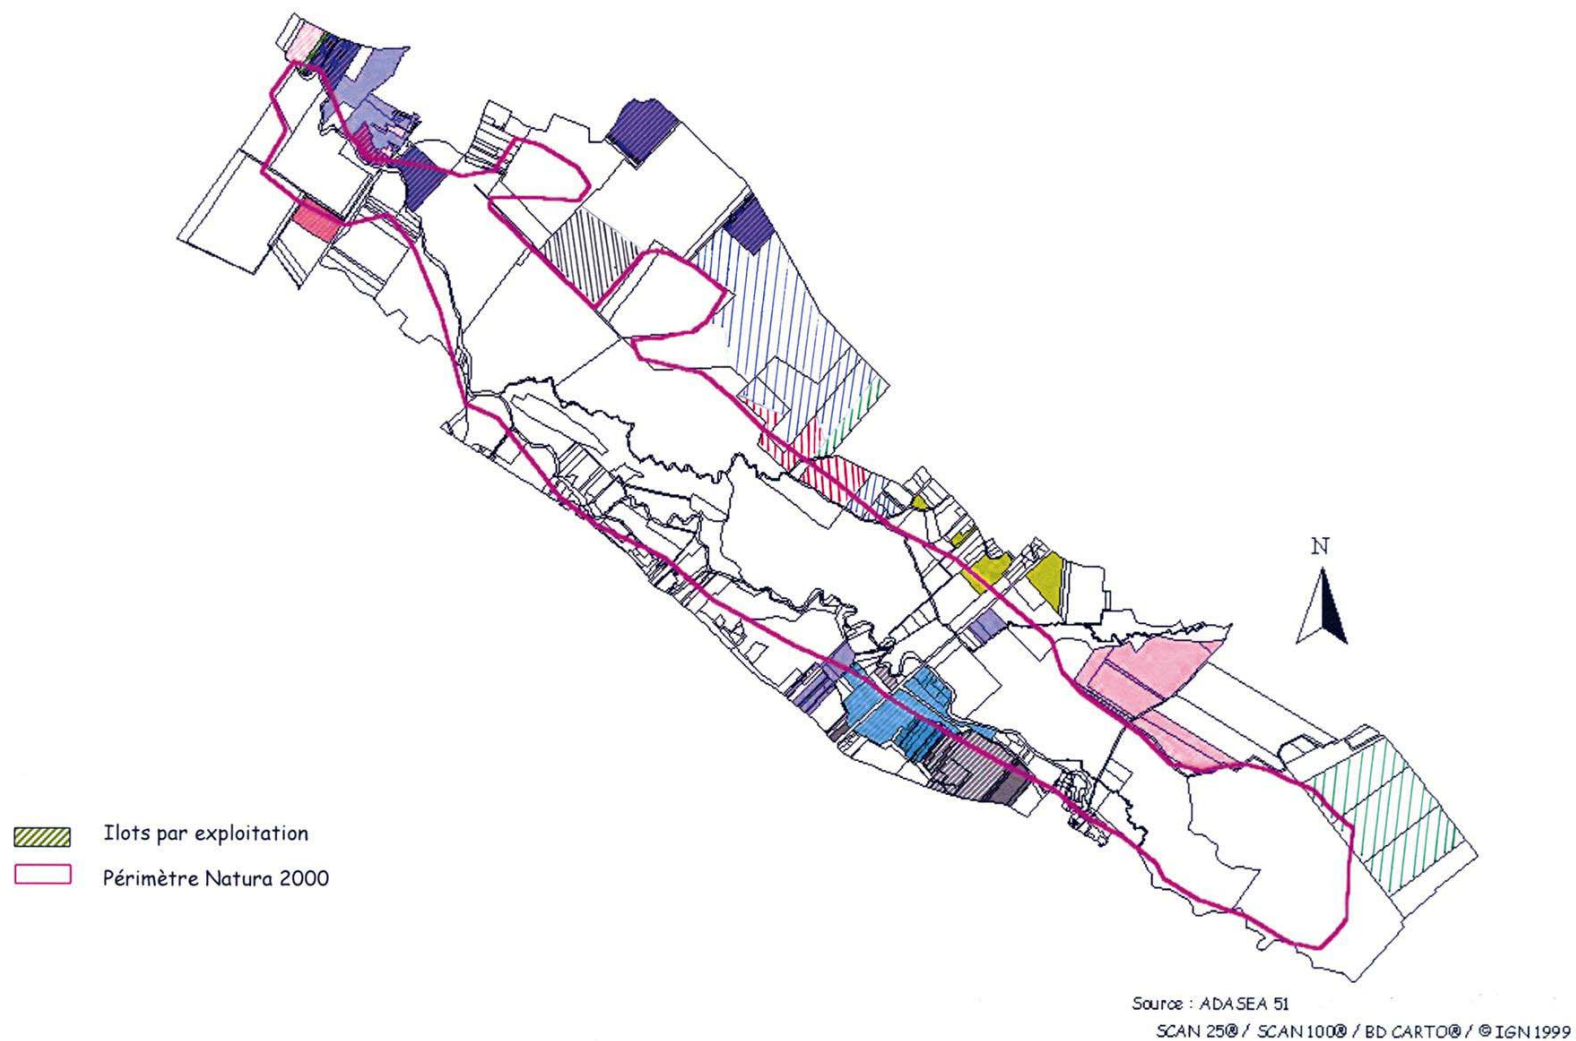 N
Ilots par exploitation
Périmètre Natura 2000
Source : ADASEA 51
SCAN 25® / SCAN 100® / BD CARTO® / © IGN 1999